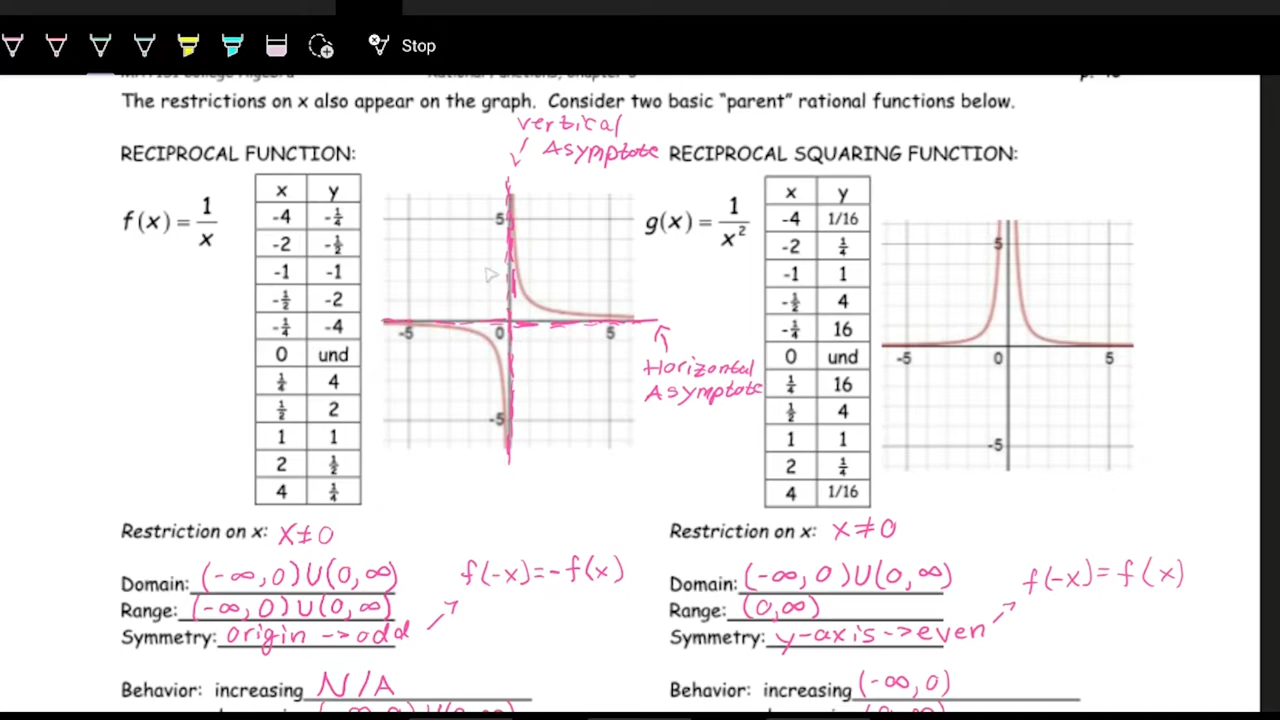 Stop
The restrictions on x also appear on the graph. Consider two basic “parent” rational functions below.
vertical
Asymptote
RECIPROCAL FUNCTION:
f(x) = 1/x
x y
-4 -1/4
-2 -1/2
-1 -1
-1/2 -2
-1/4 -4
0 und
1/4 4
1/2 2
1 1
2 1/2
4 1/4
5
-5 0 5
-5
Horizontal
Asymptote
Restriction on x: x≠0
Domain: (-∞,0)U(0,∞)
Range: (-∞,0)U(0,∞)
Symmetry: origin -> odd
f(-x)=-f(x)
Behavior: increasing N/A
RECIPROCAL SQUARING FUNCTION:
g(x) = 1/x²
x y
-4 1/16
-2 1/4
-1 1
-1/2 4
-1/4 16
0 und
1/4 16
1/2 4
1 1
2 1/4
4 1/16
5
-5 0 5
-5
Restriction on x: x≠0
Domain: (-∞,0)U(0,∞)
Range: (0,∞)
Symmetry: y-axis->even
f(-x)=f(x)
Behavior: increasing (-∞,0)